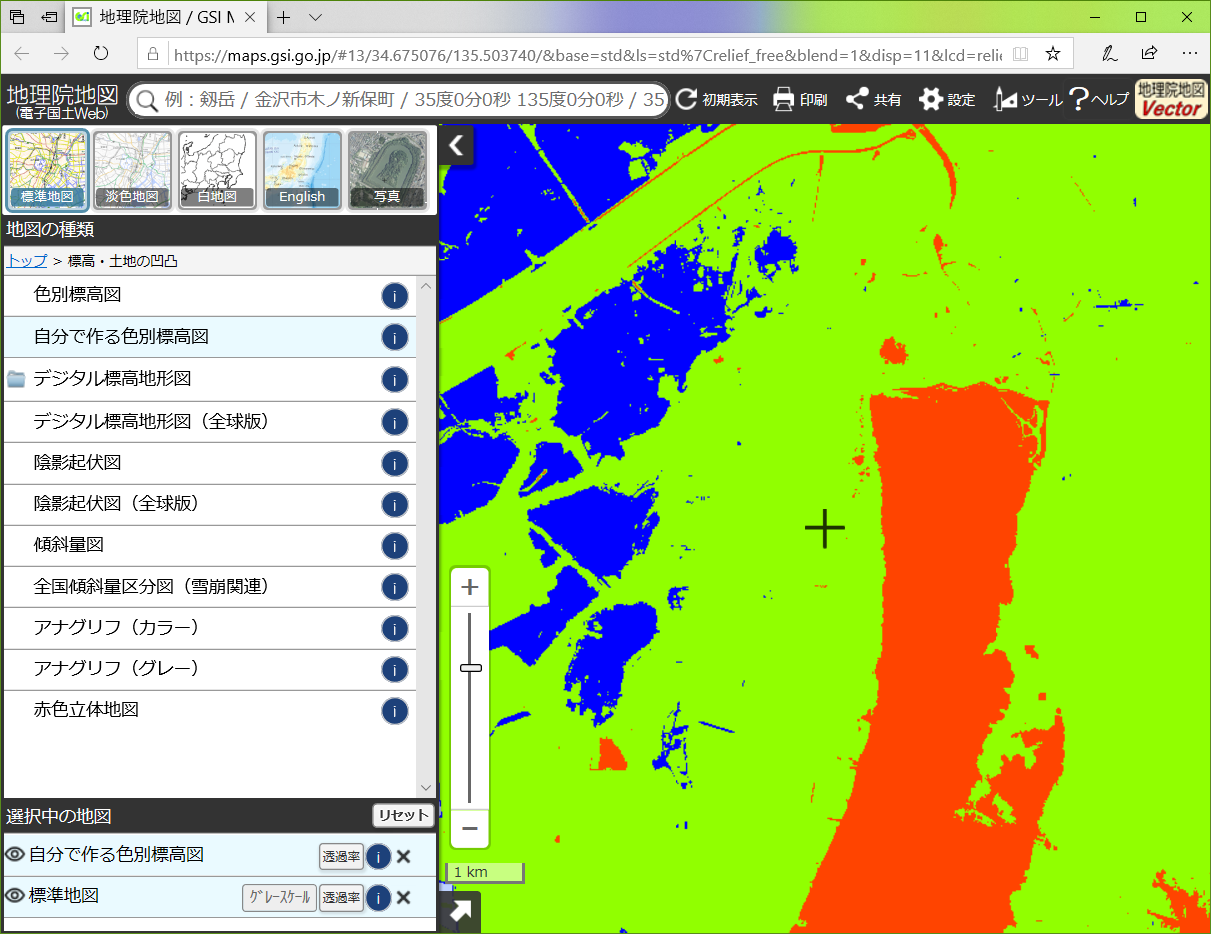 地理院地図 / GSI M
https://maps.gsi.go.jp/#13/34.675076/135.503740/&base=std&ls=std%7Crelief_free&blend=1&disp=11&lcd=relie
地理院地図
(電子国土Web)
例：剱岳 / 金沢市木ノ新保町 / 35度0分0秒 135度0分0秒 / 35
初期表示
印刷
共有
設定
ツール
ヘルプ
地理院地図
Vector
標準地図
淡色地図
白地図
English
写真
地図の種類
トップ > 標高・土地の凹凸
色別標高図
自分で作る色別標高図
デジタル標高地形図
デジタル標高地形図（全球版）
陰影起伏図
陰影起伏図（全球版）
傾斜量図
全国傾斜量区分図（雪崩関連）
アナグリフ（カラー）
アナグリフ（グレー）
赤色立体地図
選択中の地図
リセット
自分で作る色別標高図
透過率
標準地図
グレースケール
透過率
1 km